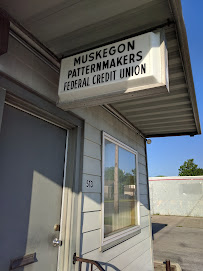 MUSKEGON
PATTERNMAKERS
FEDERAL CREDIT UNION